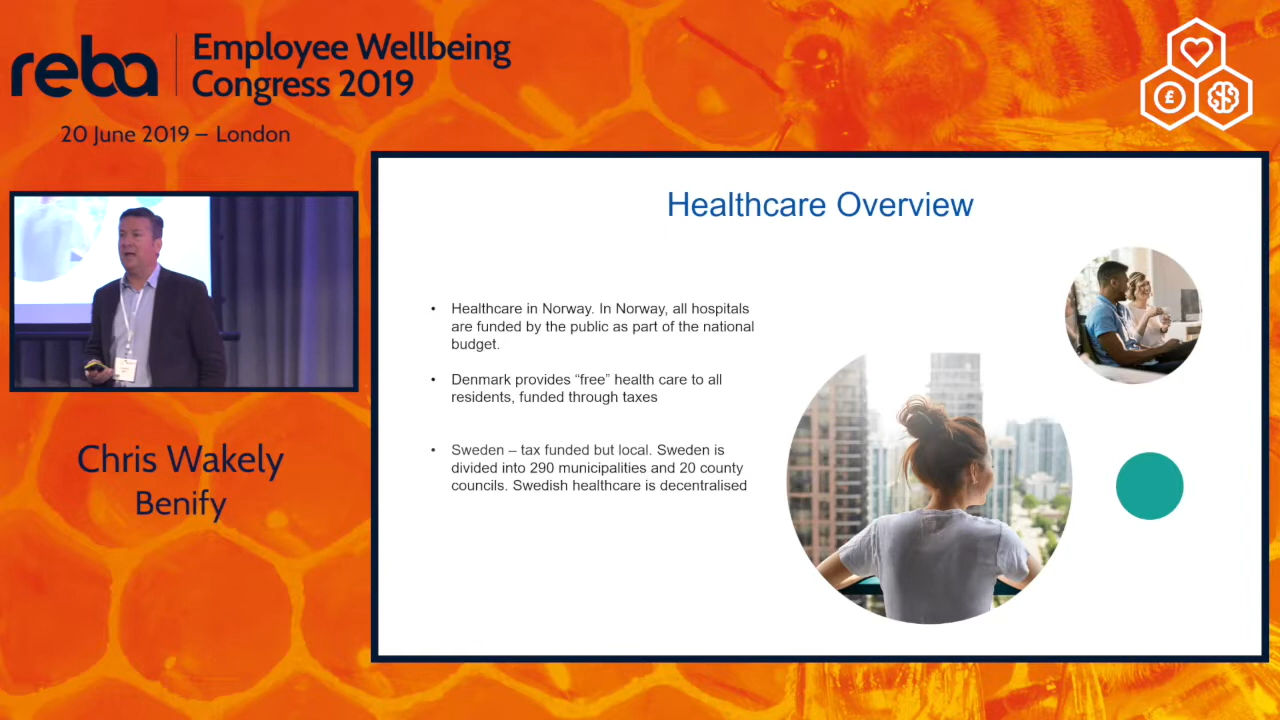 reba
Employee Wellbeing
Congress 2019
20 June 2019 – London
£
Chris Wakely
Benify
Healthcare Overview
• Healthcare in Norway. In Norway, all hospitals
are funded by the public as part of the national
budget.
• Denmark provides “free” health care to all
residents, funded through taxes
• Sweden – tax funded but local. Sweden is
divided into 290 municipalities and 20 county
councils. Swedish healthcare is decentralised